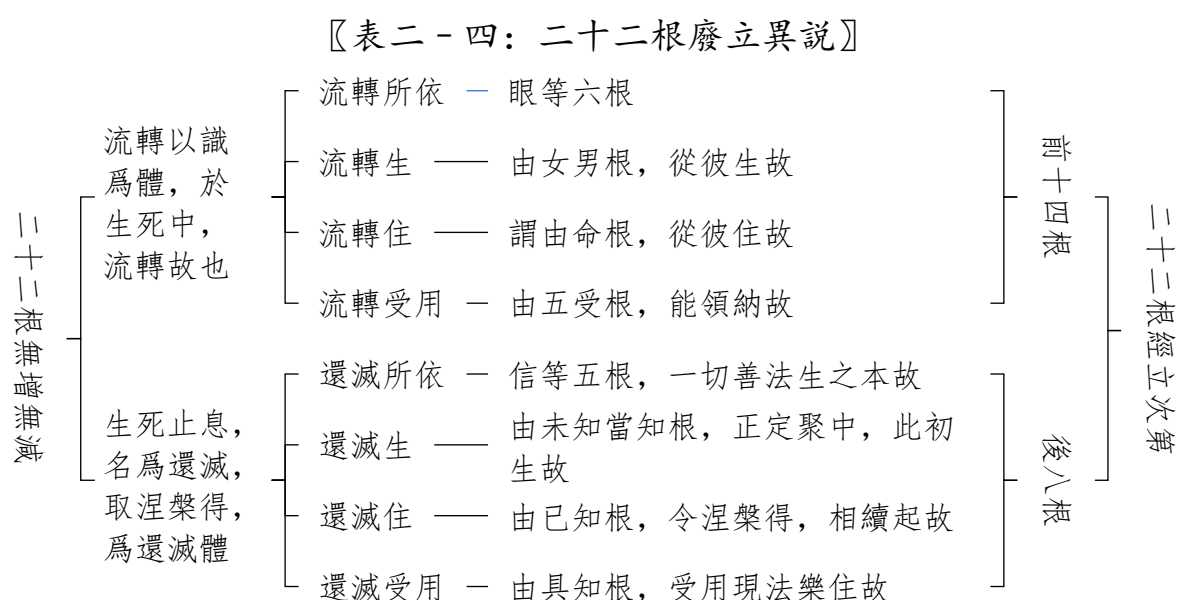 〖表二–四：二十二根廢立異説〗
二十二根無增無減
流轉以識
爲體，於
生死中，
流轉故也
流轉所依 — 眼等六根
流轉生 —— 由女男根，從彼生故
流轉住 —— 謂由命根，從彼住故
流轉受用 — 由五受根，能領納故
前十四根
生死止息，
名爲還滅，
取涅槃得，
爲還滅體
還滅所依 — 信等五根，一切善法生之本故
還滅生 —— 由未知當知根，正定聚中，此初
生故
還滅住 —— 由已知根，令涅槃得，相續起故
還滅受用 — 由具知根，受用現法樂住故
後八根
二十二根經立次第